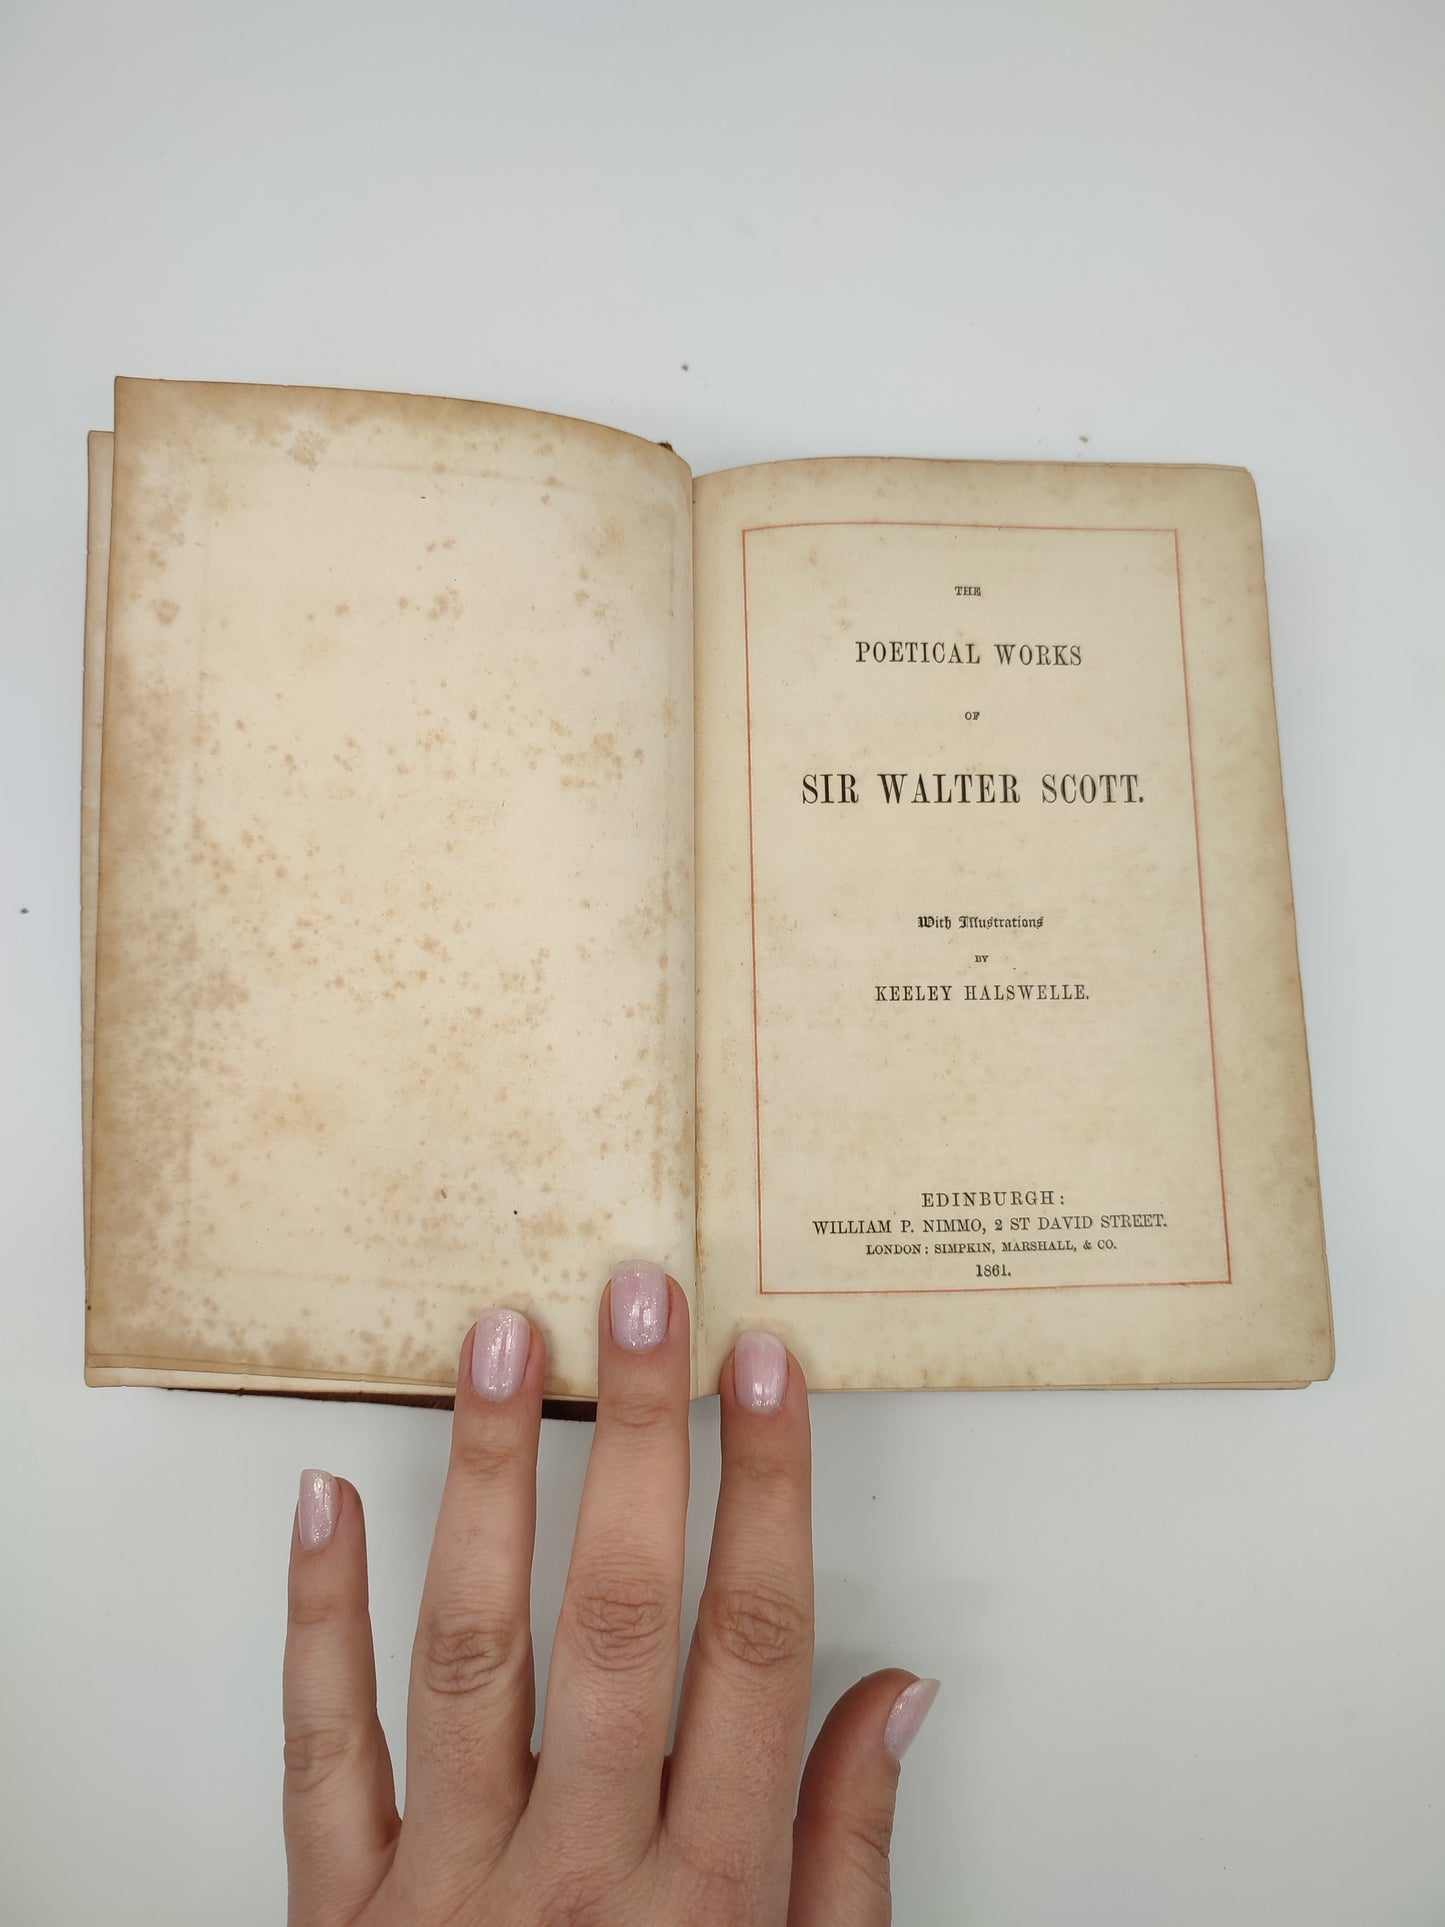 THE
POETICAL WORKS
OF
SIR WALTER SCOTT.
With Illustrations
BY
KEELEY HALSWELLE.
EDINBURGH:
WILLIAM P. NIMMO, 2 ST DAVID STREET.
LONDON: SIMPKIN, MARSHALL, & CO.
1861.